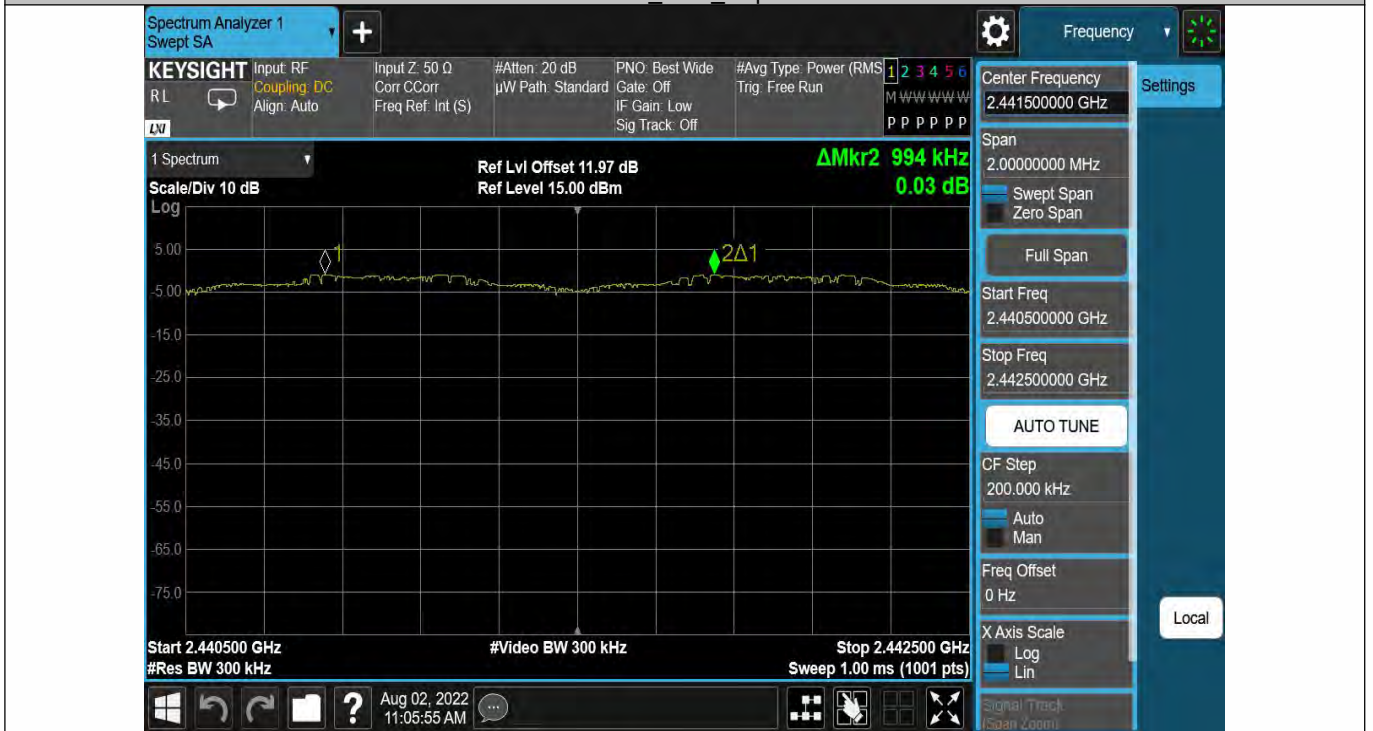 Spectrum Analyzer 1
Swept SA
+
Frequency
KEYSIGHT
RL
LXI
Input: RF
Coupling: DC
Align: Auto
Input Z: 50 Ω
Corr CCorr
Freq Ref: Int (S)
#Atten: 20 dB
µW Path: Standard
PNO: Best Wide
Gate: Off
IF Gain: Low
Sig Track: Off
#Avg Type: Power (RMS
Trig: Free Run
1 2 3 4 5 6
M W W W W W
P P P P P P
1 Spectrum
Scale/Div 10 dB
Log
Ref Lvl Offset 11.97 dB
Ref Level 15.00 dBm
ΔMkr2 994 kHz
0.03 dB
1
2Δ1
5.00
-5.00
-15.0
-25.0
-35.0
-45.0
-55.0
-65.0
-75.0
Start 2.440500 GHz
#Res BW 300 kHz
#Video BW 300 kHz
Stop 2.442500 GHz
Sweep 1.00 ms (1001 pts)
Center Frequency
2.441500000 GHz
Settings
Span
2.00000000 MHz
Swept Span
Zero Span
Full Span
Start Freq
2.440500000 GHz
Stop Freq
2.442500000 GHz
AUTO TUNE
CF Step
200.000 kHz
Auto
Man
Freq Offset
0 Hz
X Axis Scale
Log
Lin
Signal Track
(Span Zoom)
Local
?
Aug 02, 2022
11:05:55 AM